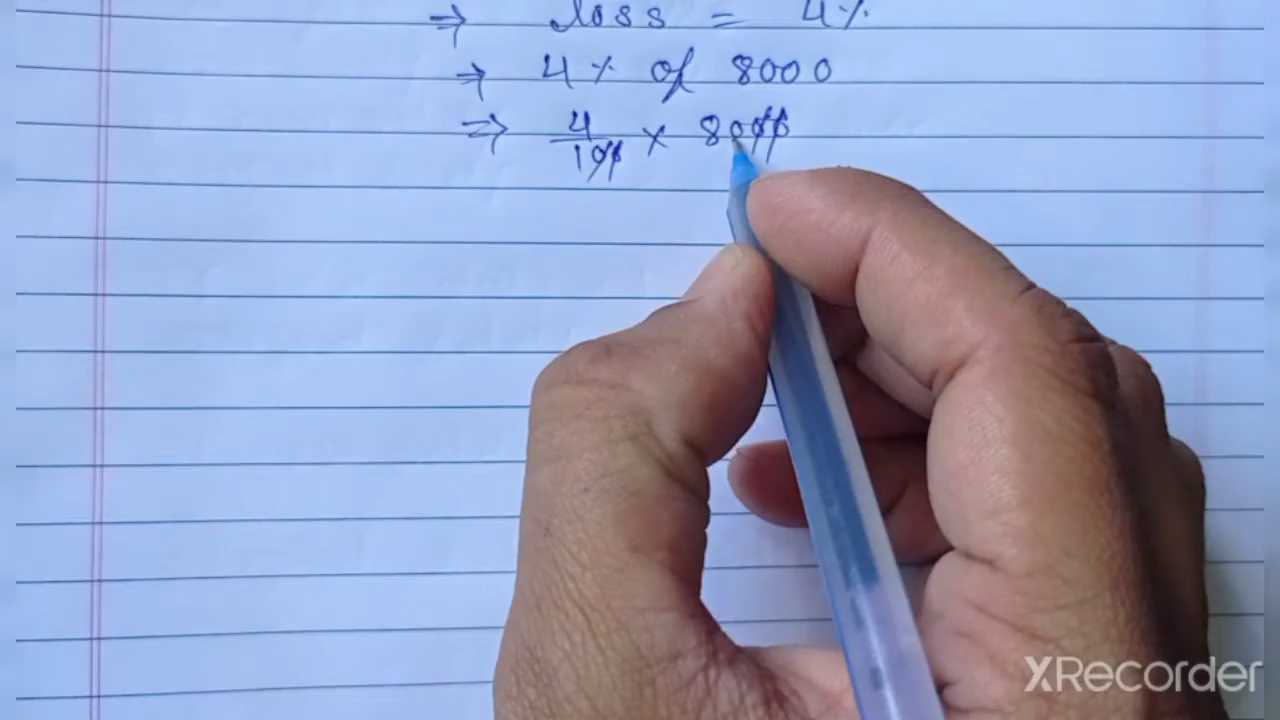 ⇒ loss = 4%
⇒ 4% of 8000
⇒ 4/100 × 8000
XRecorder